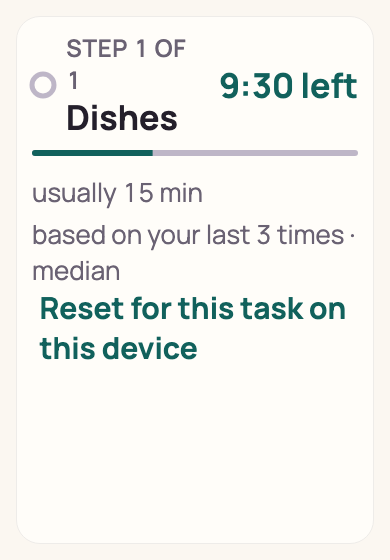 STEP 1 OF
1
Dishes
9:30 left
usually 15 min
based on your last 3 times ·
median
Reset for this task on
this device